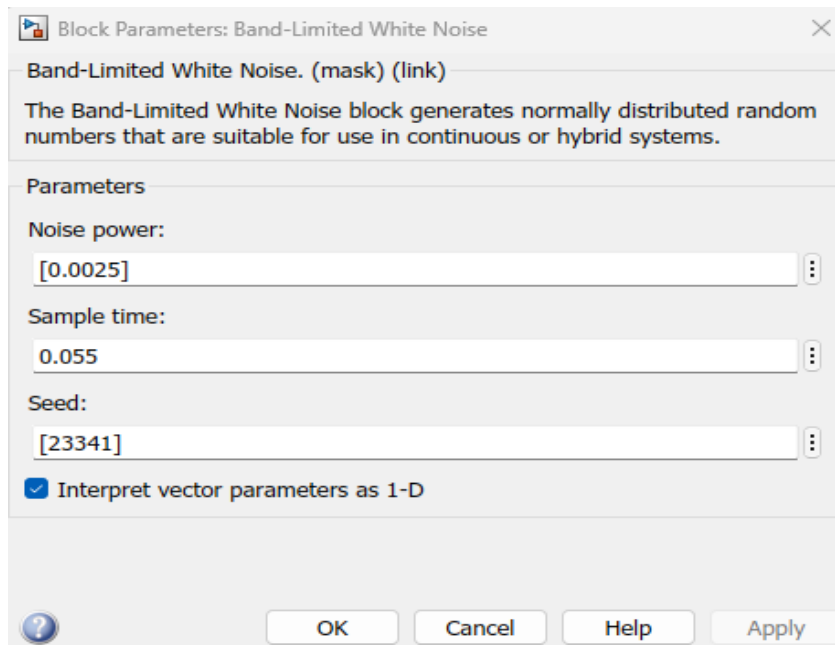 Block Parameters: Band-Limited White Noise
Band-Limited White Noise. (mask) (link)
The Band-Limited White Noise block generates normally distributed random
numbers that are suitable for use in continuous or hybrid systems.
Parameters
Noise power:
[0.0025]
Sample time:
0.055
Seed:
[23341]
Interpret vector parameters as 1-D
OK Cancel Help Apply